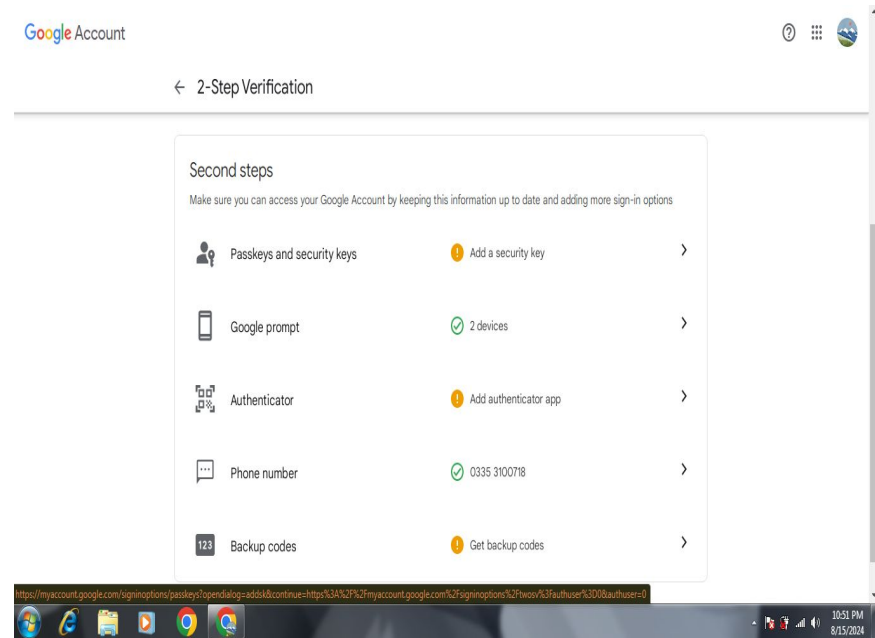 Google Account
2-Step Verification
Second steps
Make sure you can access your Google Account by keeping this information up to date and adding more sign-in options
Passkeys and security keys
Add a security key
Google prompt
2 devices
Authenticator
Add authenticator app
Phone number
0335 3100718
123
Backup codes
Get backup codes
https://myaccount.google.com/signinoptions/passkeys?opendialog=addsk&continue=https%3A%2F%2Fmyaccount.google.com%2Fsigninoptions%2Ftwosv%3Fauthuser%3D0&authuser=0
10:51 PM
8/15/2024